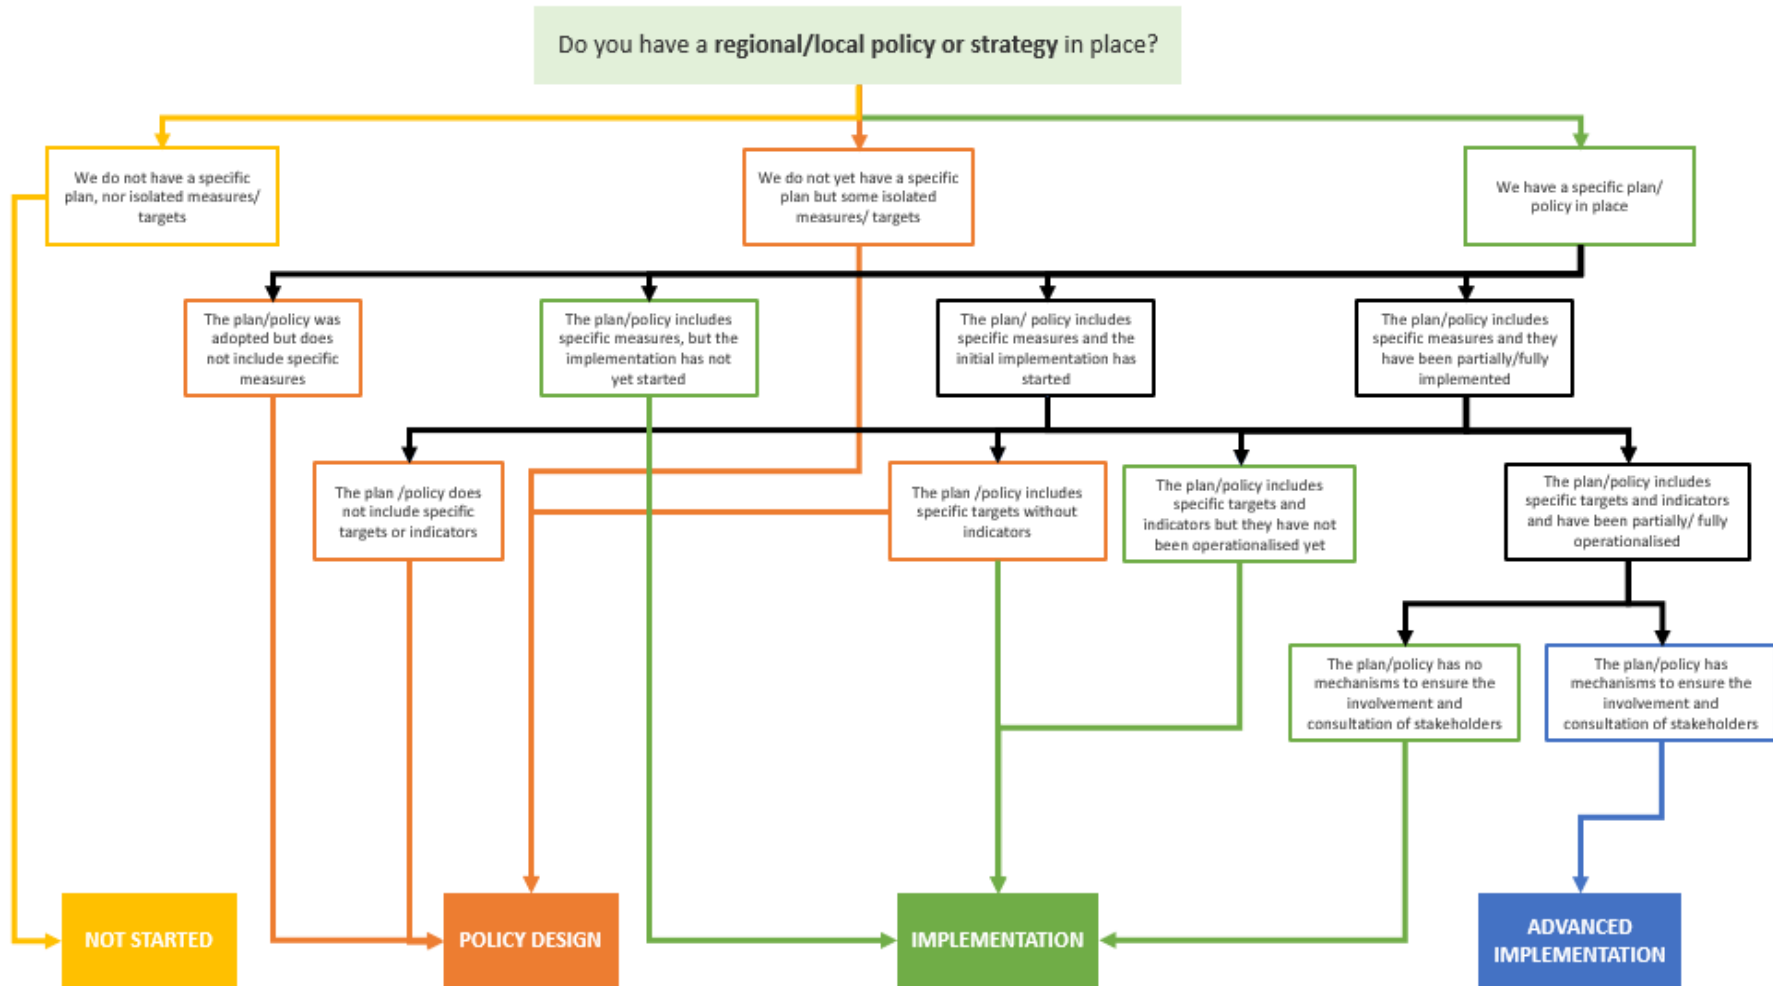 Do you have a regional/local policy or strategy in place?
We do not have a specific
plan, nor isolated measures/
targets
We do not yet have a specific
plan but some isolated
measures/ targets
We have a specific plan/
policy in place
The plan/policy was
adopted but does
not include specific
measures
The plan/policy includes
specific measures, but the
implementation has not
yet started
The plan/ policy includes
specific measures and the
initial implementation has
started
The plan/policy includes
specific measures and they
have been partially/fully
implemented
The plan /policy does
not include specific
targets or indicators
The plan /policy includes
specific targets without
indicators
The plan/policy includes
specific targets and
indicators but they have not
been operationalised yet
The plan/policy includes
specific targets and indicators
and have been partially/ fully
operationalised
The plan/policy has no
mechanisms to ensure the
involvement and
consultation of stakeholders
The plan/policy has
mechanisms to ensure the
involvement and
consultation of stakeholders
NOT STARTED
POLICY DESIGN
IMPLEMENTATION
ADVANCED
IMPLEMENTATION